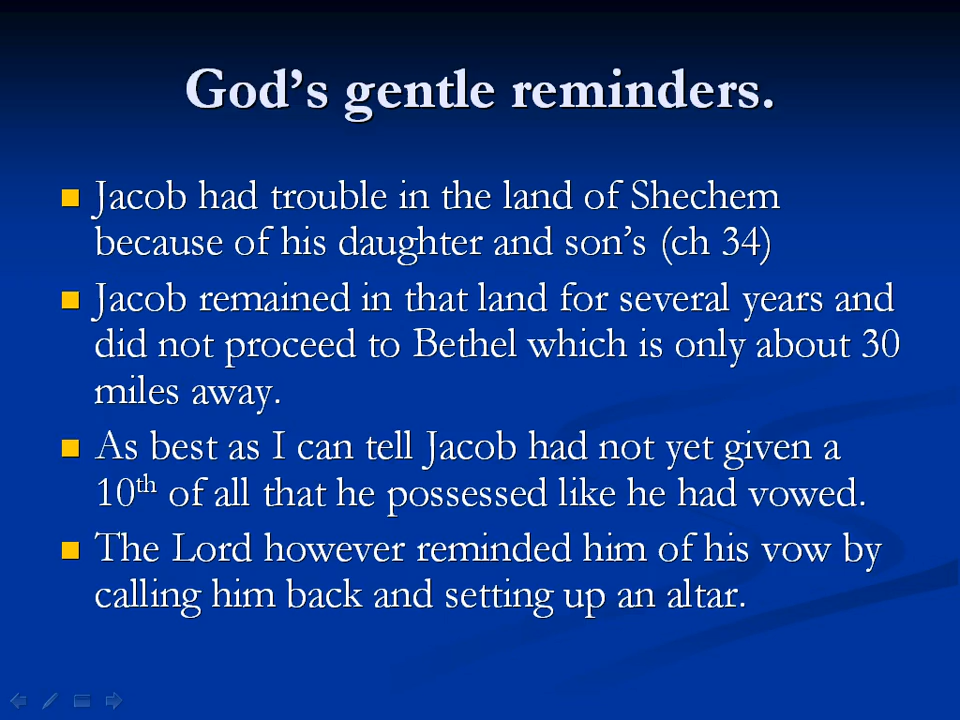 God's gentle reminders.
Jacob had trouble in the land of Shechem
because of his daughter and son's (ch 34)
Jacob remained in that land for several years and
did not proceed to Bethel which is only about 30
miles away.
As best as I can tell Jacob had not yet given a
10th of all that he possessed like he had vowed.
The Lord however reminded him of his vow by
calling him back and setting up an altar.